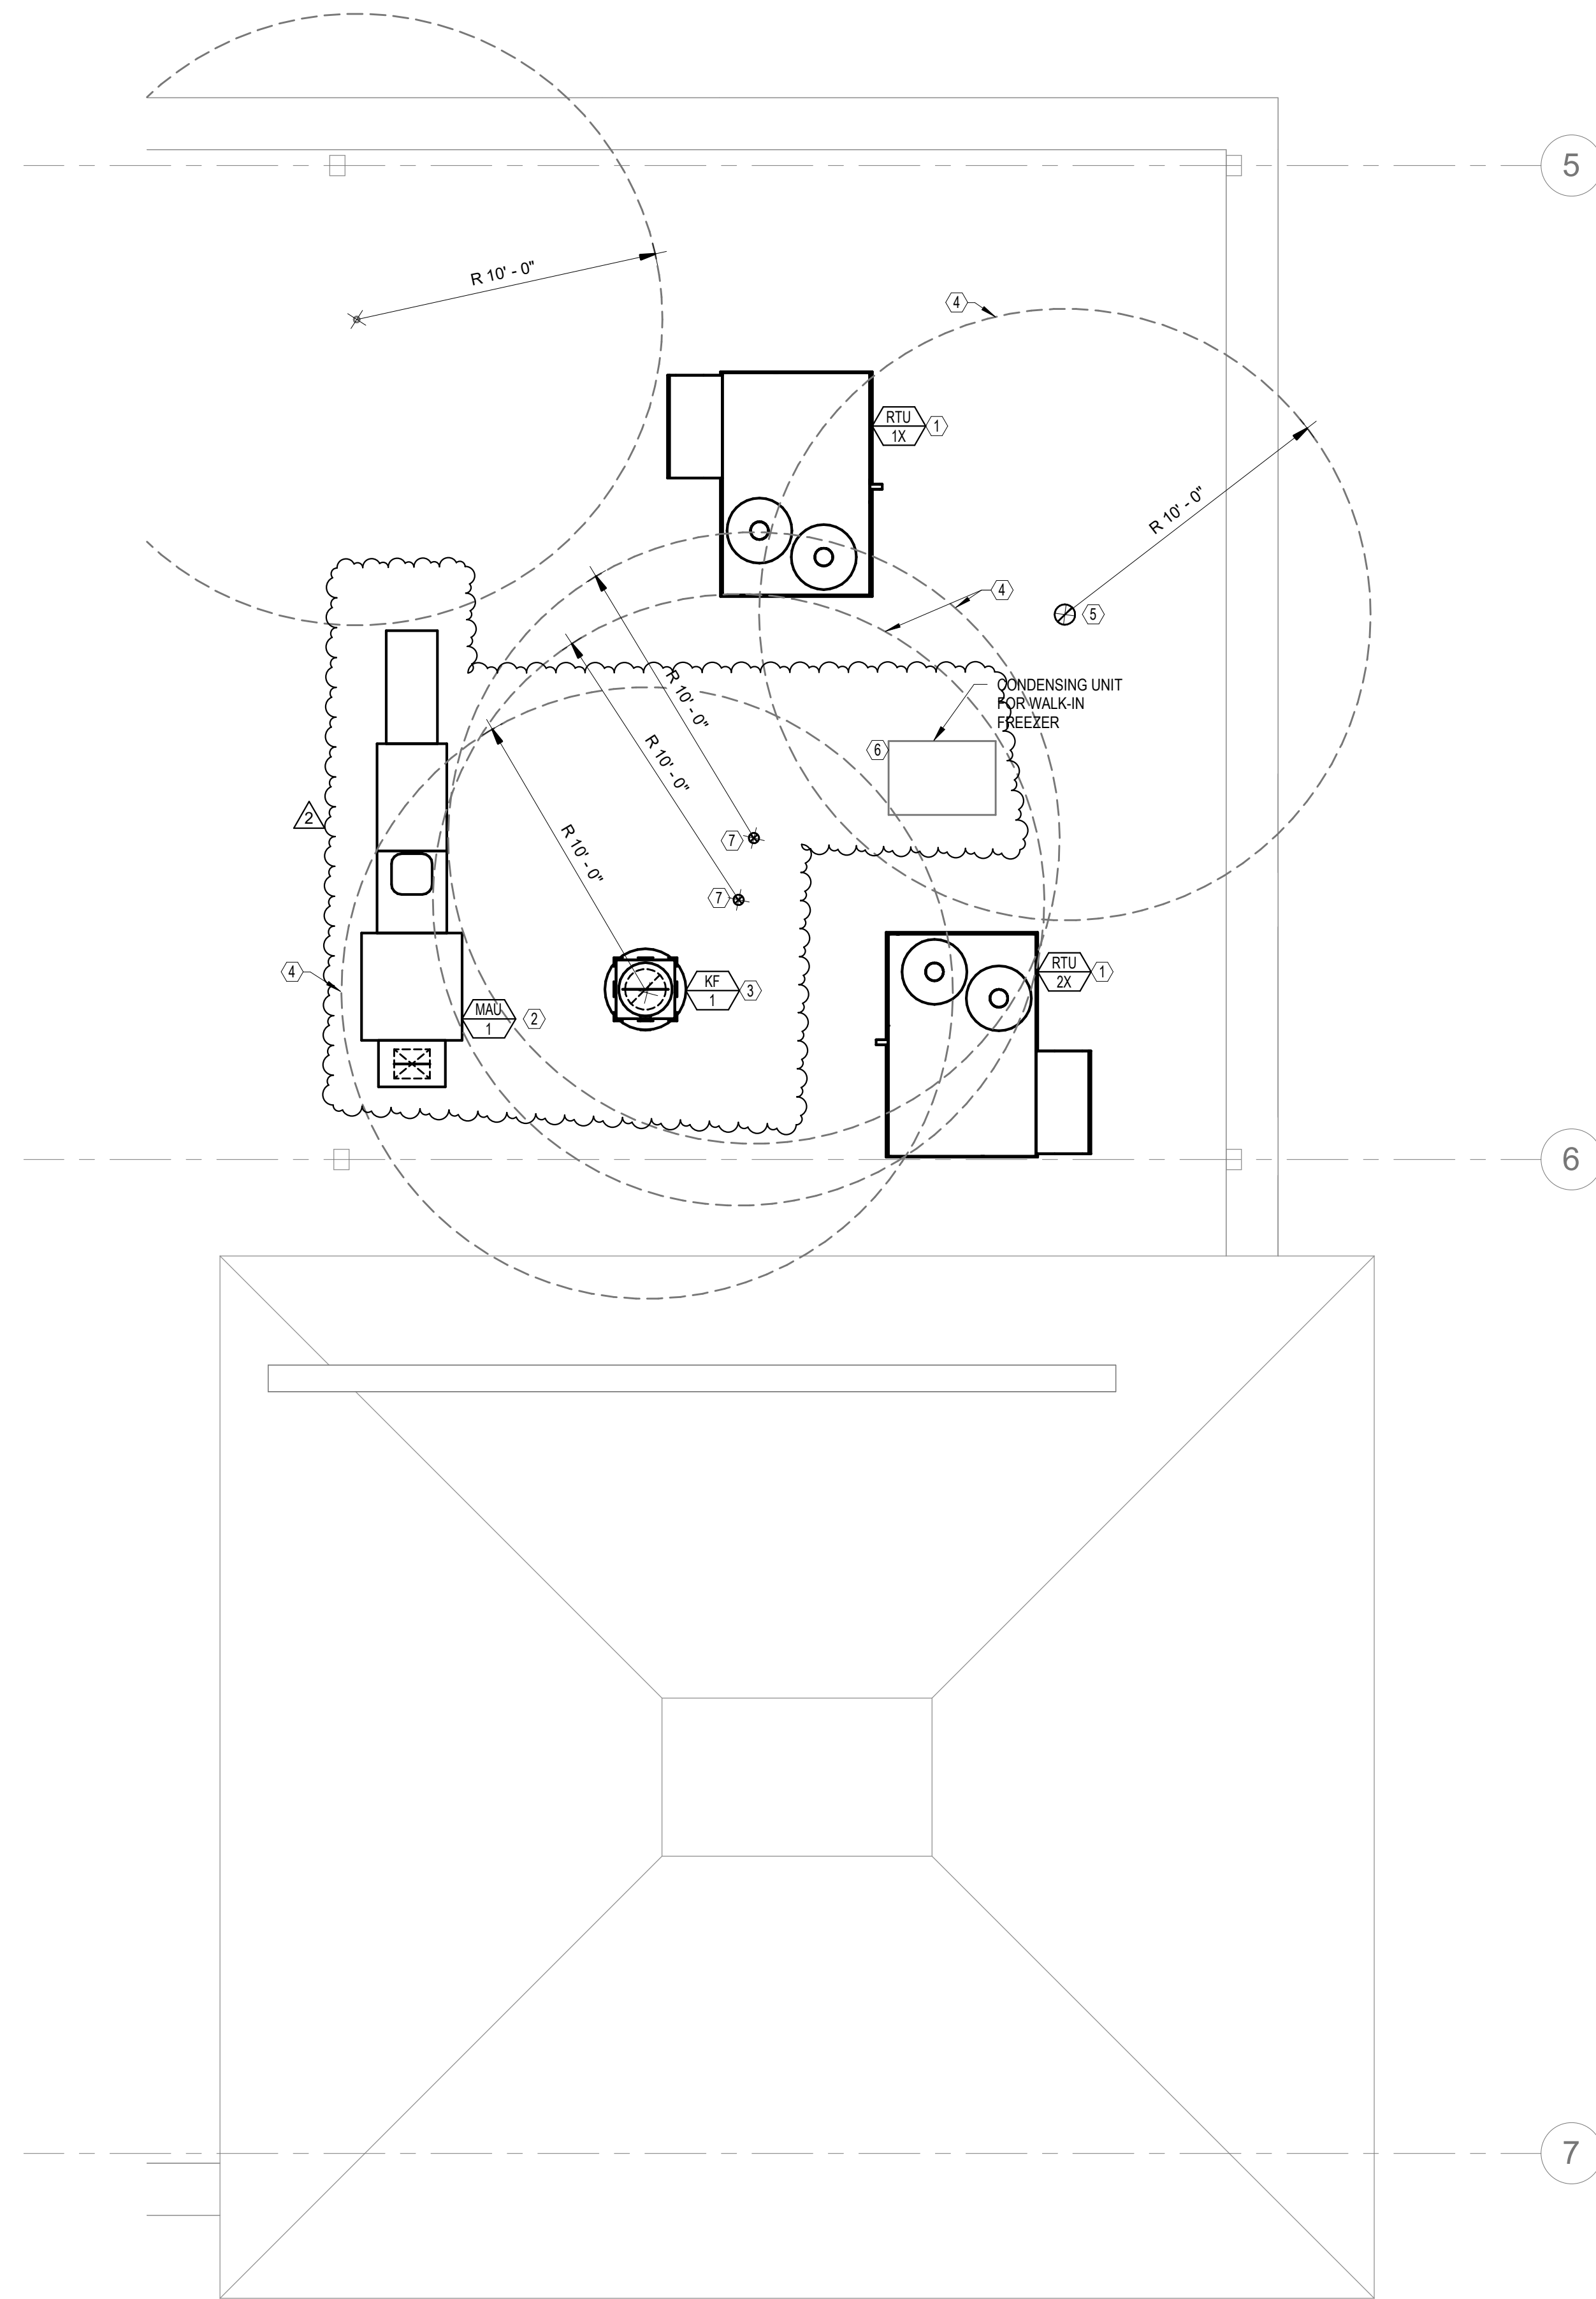 5
R 10' - 0"
4
RTU
1X
1
R 10' - 0"
4
5
R 10' - 0"
CONDENSING UNIT
FOR WALK-IN
FREEZER
6
R 10' - 0"
2
7
R 10' - 0"
7
4
RTU
2X
1
KF
1
3
MAU
1
2
6
7